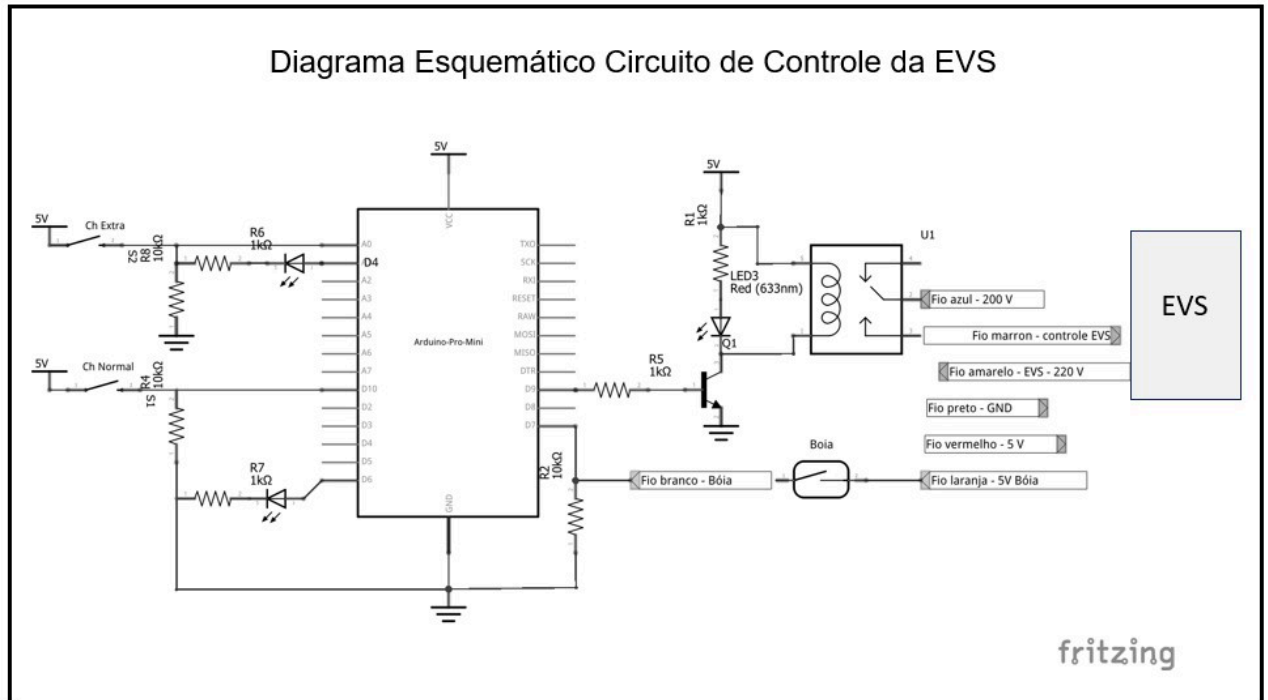 Diagrama Esquemático Circuito de Controle da EVS
5V
5V
5V
Ch Extra
S2
R8
10kΩ
R6
1kΩ
VCC
A0
D4
A2
A3
A4
A5
A6
A7
D10
D2
D3
D4
D5
D6
TXO
SCK
RXI
RESET
RAW
MOSI
MISO
DTR
D9
D8
D7
Arduino-Pro-Mini
GND
5V
Ch Normal
R4
10kΩ
S1
R7
1kΩ
R5
1kΩ
R2
10kΩ
R1
1kΩ
LED3
Red (633nm)
Q1
U1
EVS
Fio azul - 200 V
Fio marron - controle EVS
Fio amarelo - EVS - 220 V
Fio preto - GND
Fio vermelho - 5 V
Boia
Fio branco - Bóia
Fio laranja - 5V Bóia
fritzing